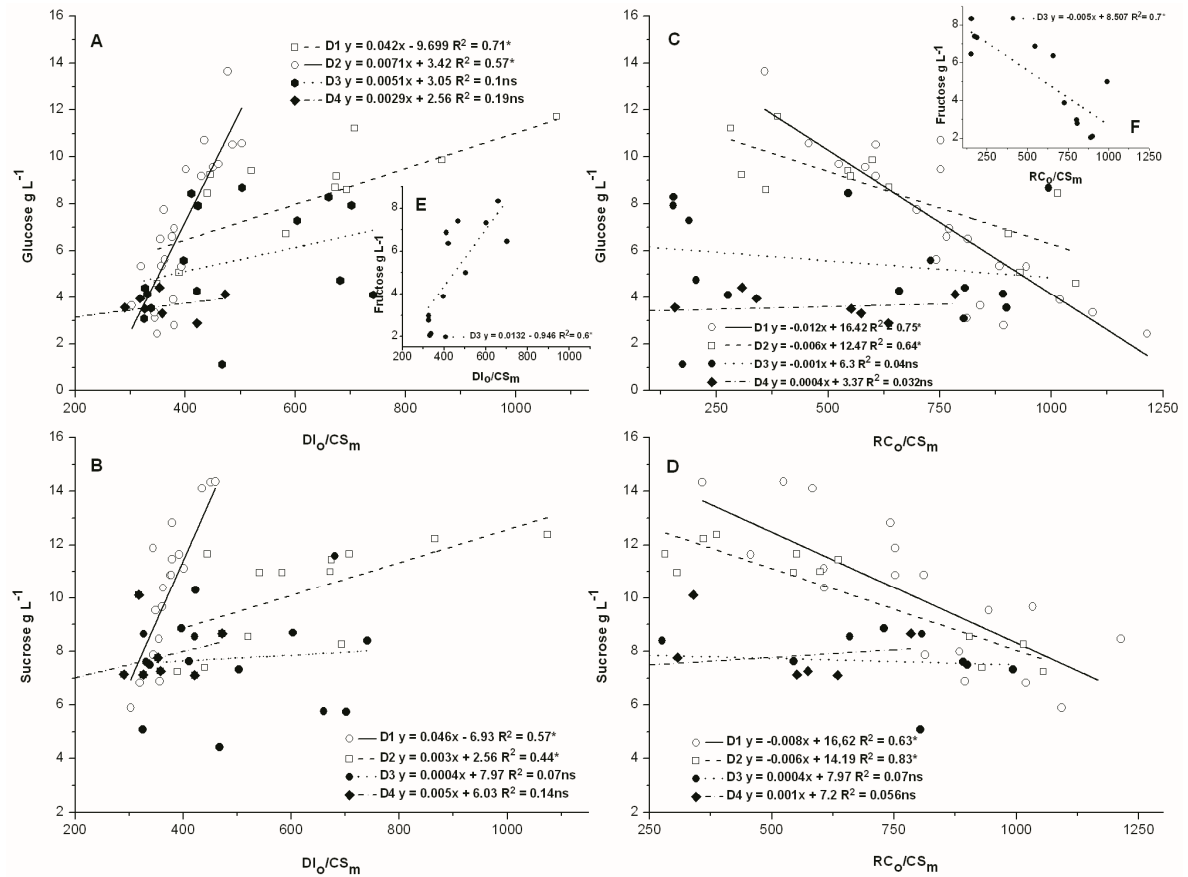 A
D1 y = 0.042x - 9.699 R2 = 0.71*
D2 y = 0.0071x + 3.42 R2 = 0.57*
D3 y = 0.0051x + 3.05 R2 = 0.1ns
D4 y = 0.0029x + 2.56 R2 = 0.19ns
Glucose g L-1
16
14
12
10
8
6
4
2
0
200 400 600 800 1000
DIo/CSm
E
Fructose g L-1
8
6
4
2
D3 y = 0.0132 - 0.946 R2= 0.6*
200 300 400 500 600 700 800
DIo/CSm
C
Glucose g L-1
16
14
12
10
8
6
4
2
0
D1 y = -0.012x + 16.42 R2 = 0.75*
D2 y = -0.006x + 12.47 R2 = 0.64*
D3 y = -0.001x + 6.3 R2 = 0.04ns
D4 y = 0.0004x + 3.37 R2 = 0.032ns
250 500 750 1000 1250
RCo/CSm
D3 y = -0.005x + 8.507 R2= 0.7*
Fructose g L-1
8
6
4
2
F
250 500 750 1000 1250
RCo/CSm
B
Sucrose g L-1
16
14
12
10
8
6
4
2
D1 y = 0.046x - 6.93 R2 = 0.57*
D2 y = 0.003x + 2.56 R2 = 0.44*
D3 y = 0.0004x + 7.97 R2 = 0.07ns
D4 y = 0.005x + 6.03 R2 = 0.14ns
200 400 600 800 1000
DIo/CSm
D
Sucrose g L-1
16
14
12
10
8
6
4
2
D1 y = -0.008x + 16,62 R2 = 0.63*
D2 y = -0.006x + 14.19 R2 = 0.83*
D3 y = 0.0004x + 7.97 R2 = 0.07ns
D4 y = 0.001x + 7.2 R2 = 0.056ns
250 500 750 1000 1250
RCo/CSm